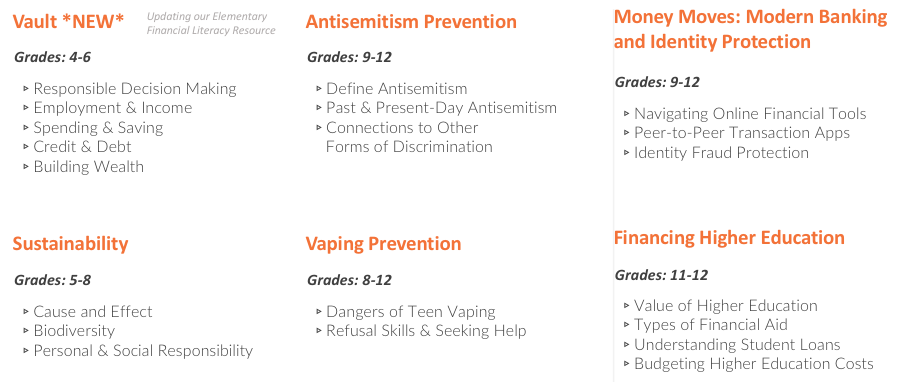 Vault *NEW*
Updating our Elementary
Financial Literacy Resource
Grades: 4-6
▹ Responsible Decision Making
▹ Employment & Income
▹ Spending & Saving
▹ Credit & Debt
▹ Building Wealth
Antisemitism Prevention
Grades: 9-12
▹ Define Antisemitism
▹ Past & Present-Day Antisemitism
▹ Connections to Other
Forms of Discrimination
Money Moves: Modern Banking
and Identity Protection
Grades: 9-12
▹ Navigating Online Financial Tools
▹ Peer-to-Peer Transaction Apps
▹ Identity Fraud Protection
Sustainability
Grades: 5-8
▹ Cause and Effect
▹ Biodiversity
▹ Personal & Social Responsibility
Vaping Prevention
Grades: 8-12
▹ Dangers of Teen Vaping
▹ Refusal Skills & Seeking Help
Financing Higher Education
Grades: 11-12
▹ Value of Higher Education
▹ Types of Financial Aid
▹ Understanding Student Loans
▹ Budgeting Higher Education Costs